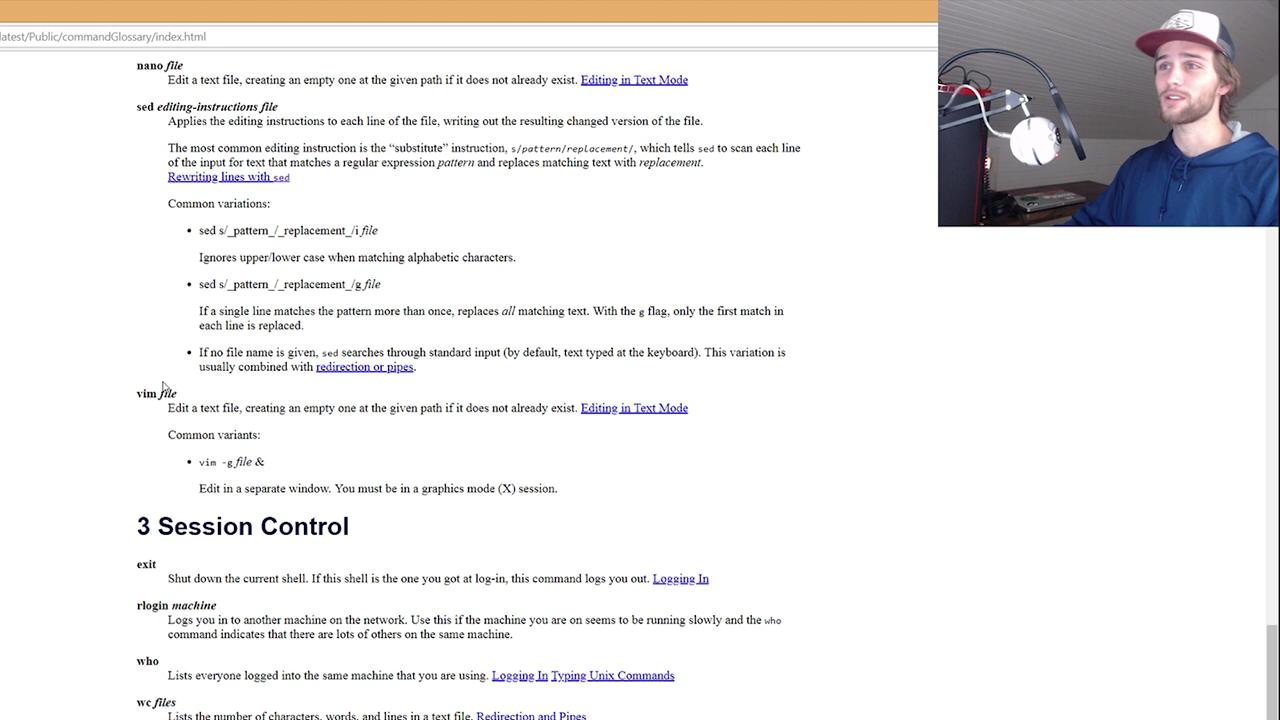 latest/Public/commandGlossary/index.html
nano file
Edit a text file, creating an empty one at the given path if it does not already exist. Editing in Text Mode
sed editing-instructions file
Applies the editing instructions to each line of the file, writing out the resulting changed version of the file.
The most common editing instruction is the “substitute” instruction, s/pattern/replacement/, which tells sed to scan each line
of the input for text that matches a regular expression pattern and replaces matching text with replacement.
Rewriting lines with sed
Common variations:
• sed s/_pattern_/_replacement_/i file
Ignores upper/lower case when matching alphabetic characters.
• sed s/_pattern_/_replacement_/g file
If a single line matches the pattern more than once, replaces all matching text. With the g flag, only the first match in
each line is replaced.
• If no file name is given, sed searches through standard input (by default, text typed at the keyboard). This variation is
usually combined with redirection or pipes.
vim file
Edit a text file, creating an empty one at the given path if it does not already exist. Editing in Text Mode
Common variants:
• vim -g file &
Edit in a separate window. You must be in a graphics mode (X) session.
3 Session Control
exit
Shut down the current shell. If this shell is the one you got at log-in, this command logs you out. Logging In
rlogin machine
Logs you in to another machine on the network. Use this if the machine you are on seems to be running slowly and the who
command indicates that there are lots of others on the same machine.
who
Lists everyone logged into the same machine that you are using. Logging In Typing Unix Commands
wc files
Lists the number of characters, words, and lines in a text file. Redirection and Pipes